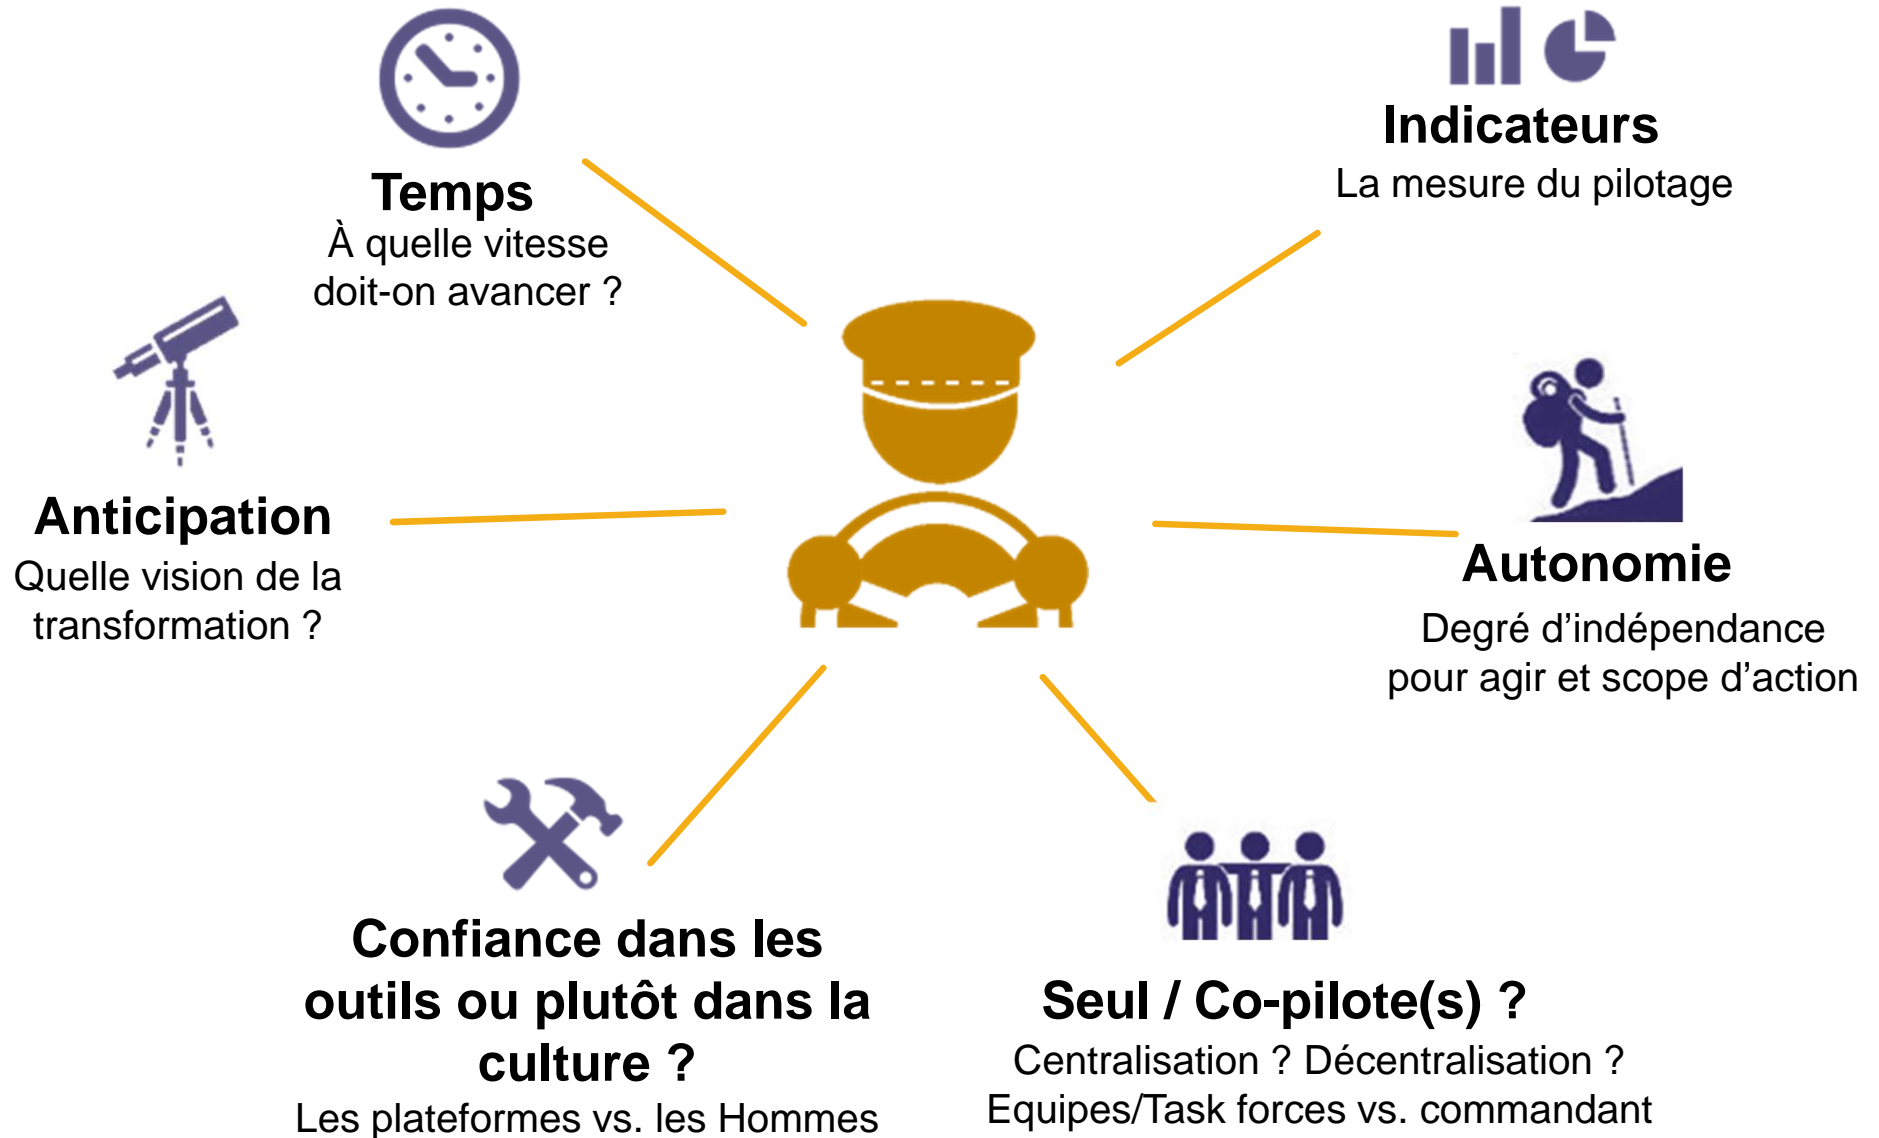 Temps
À quelle vitesse
doit-on avancer ?
Indicateurs
La mesure du pilotage
Anticipation
Quelle vision de la
transformation ?
Autonomie
Degré d’indépendance
pour agir et scope d’action
Confiance dans les
outils ou plutôt dans la
culture ?
Les plateformes vs. les Hommes
Seul / Co-pilote(s) ?
Centralisation ? Décentralisation ?
Equipes/Task forces vs. commandant